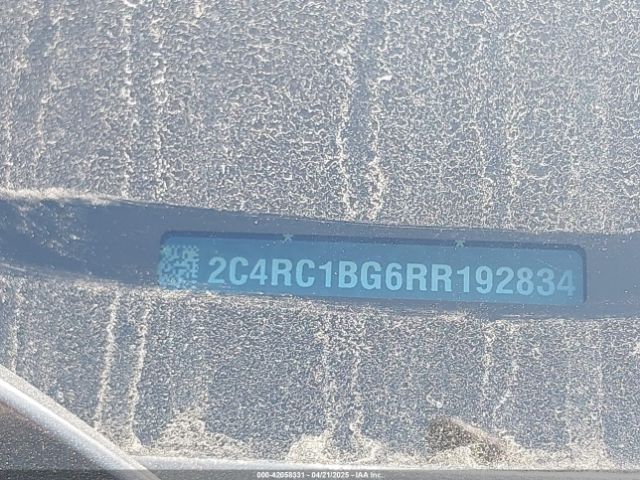 2C4RC1BG6RR192834
000-42058331 - 04/21/2025 - IAA Inc.